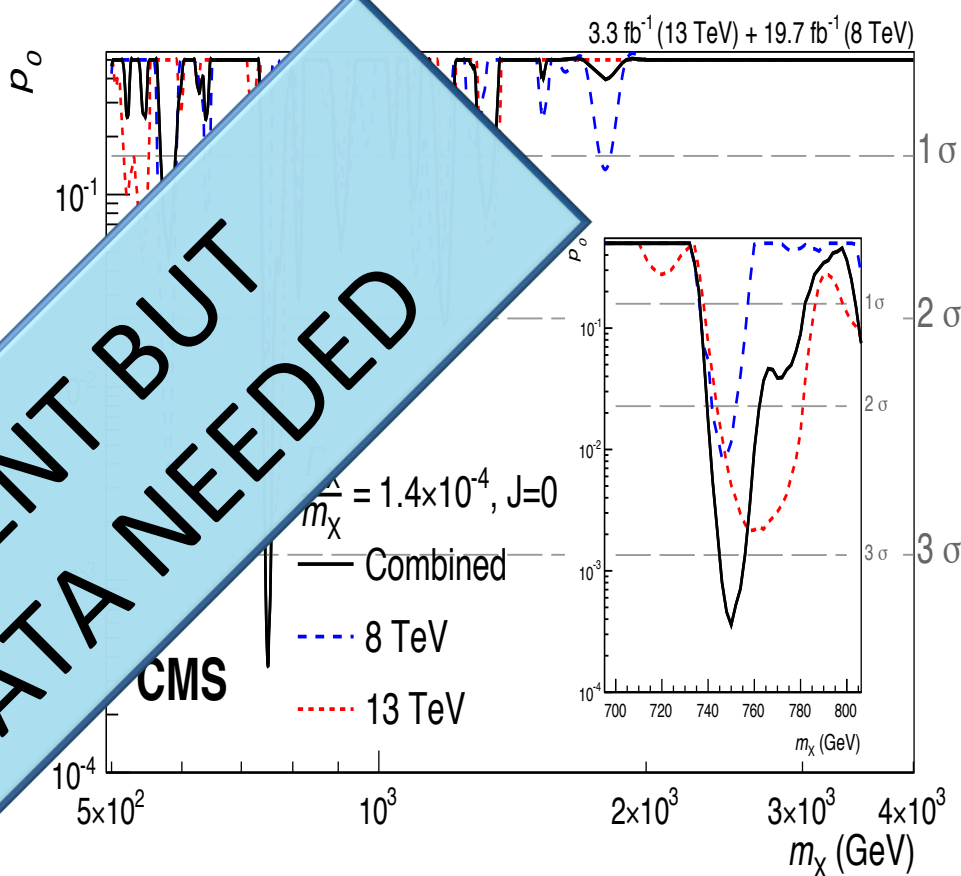 3.3 fb⁻¹ (13 TeV) + 19.7 fb⁻¹ (8 TeV)
p₀
1 σ
10⁻¹
2 σ
p₀
1σ
10⁻¹
2 σ
10⁻²
3 σ
10⁻³
10⁻⁴
700 720 740 760 780 800
m_X (GeV)
3 σ
BUT
DATA NEEDED
m_X = 1.4×10⁻⁴, J=0
Combined
8 TeV
13 TeV
CMS
10⁻⁴
5×10² 10³ 2×10³ 3×10³ 4×10³
m_X (GeV)